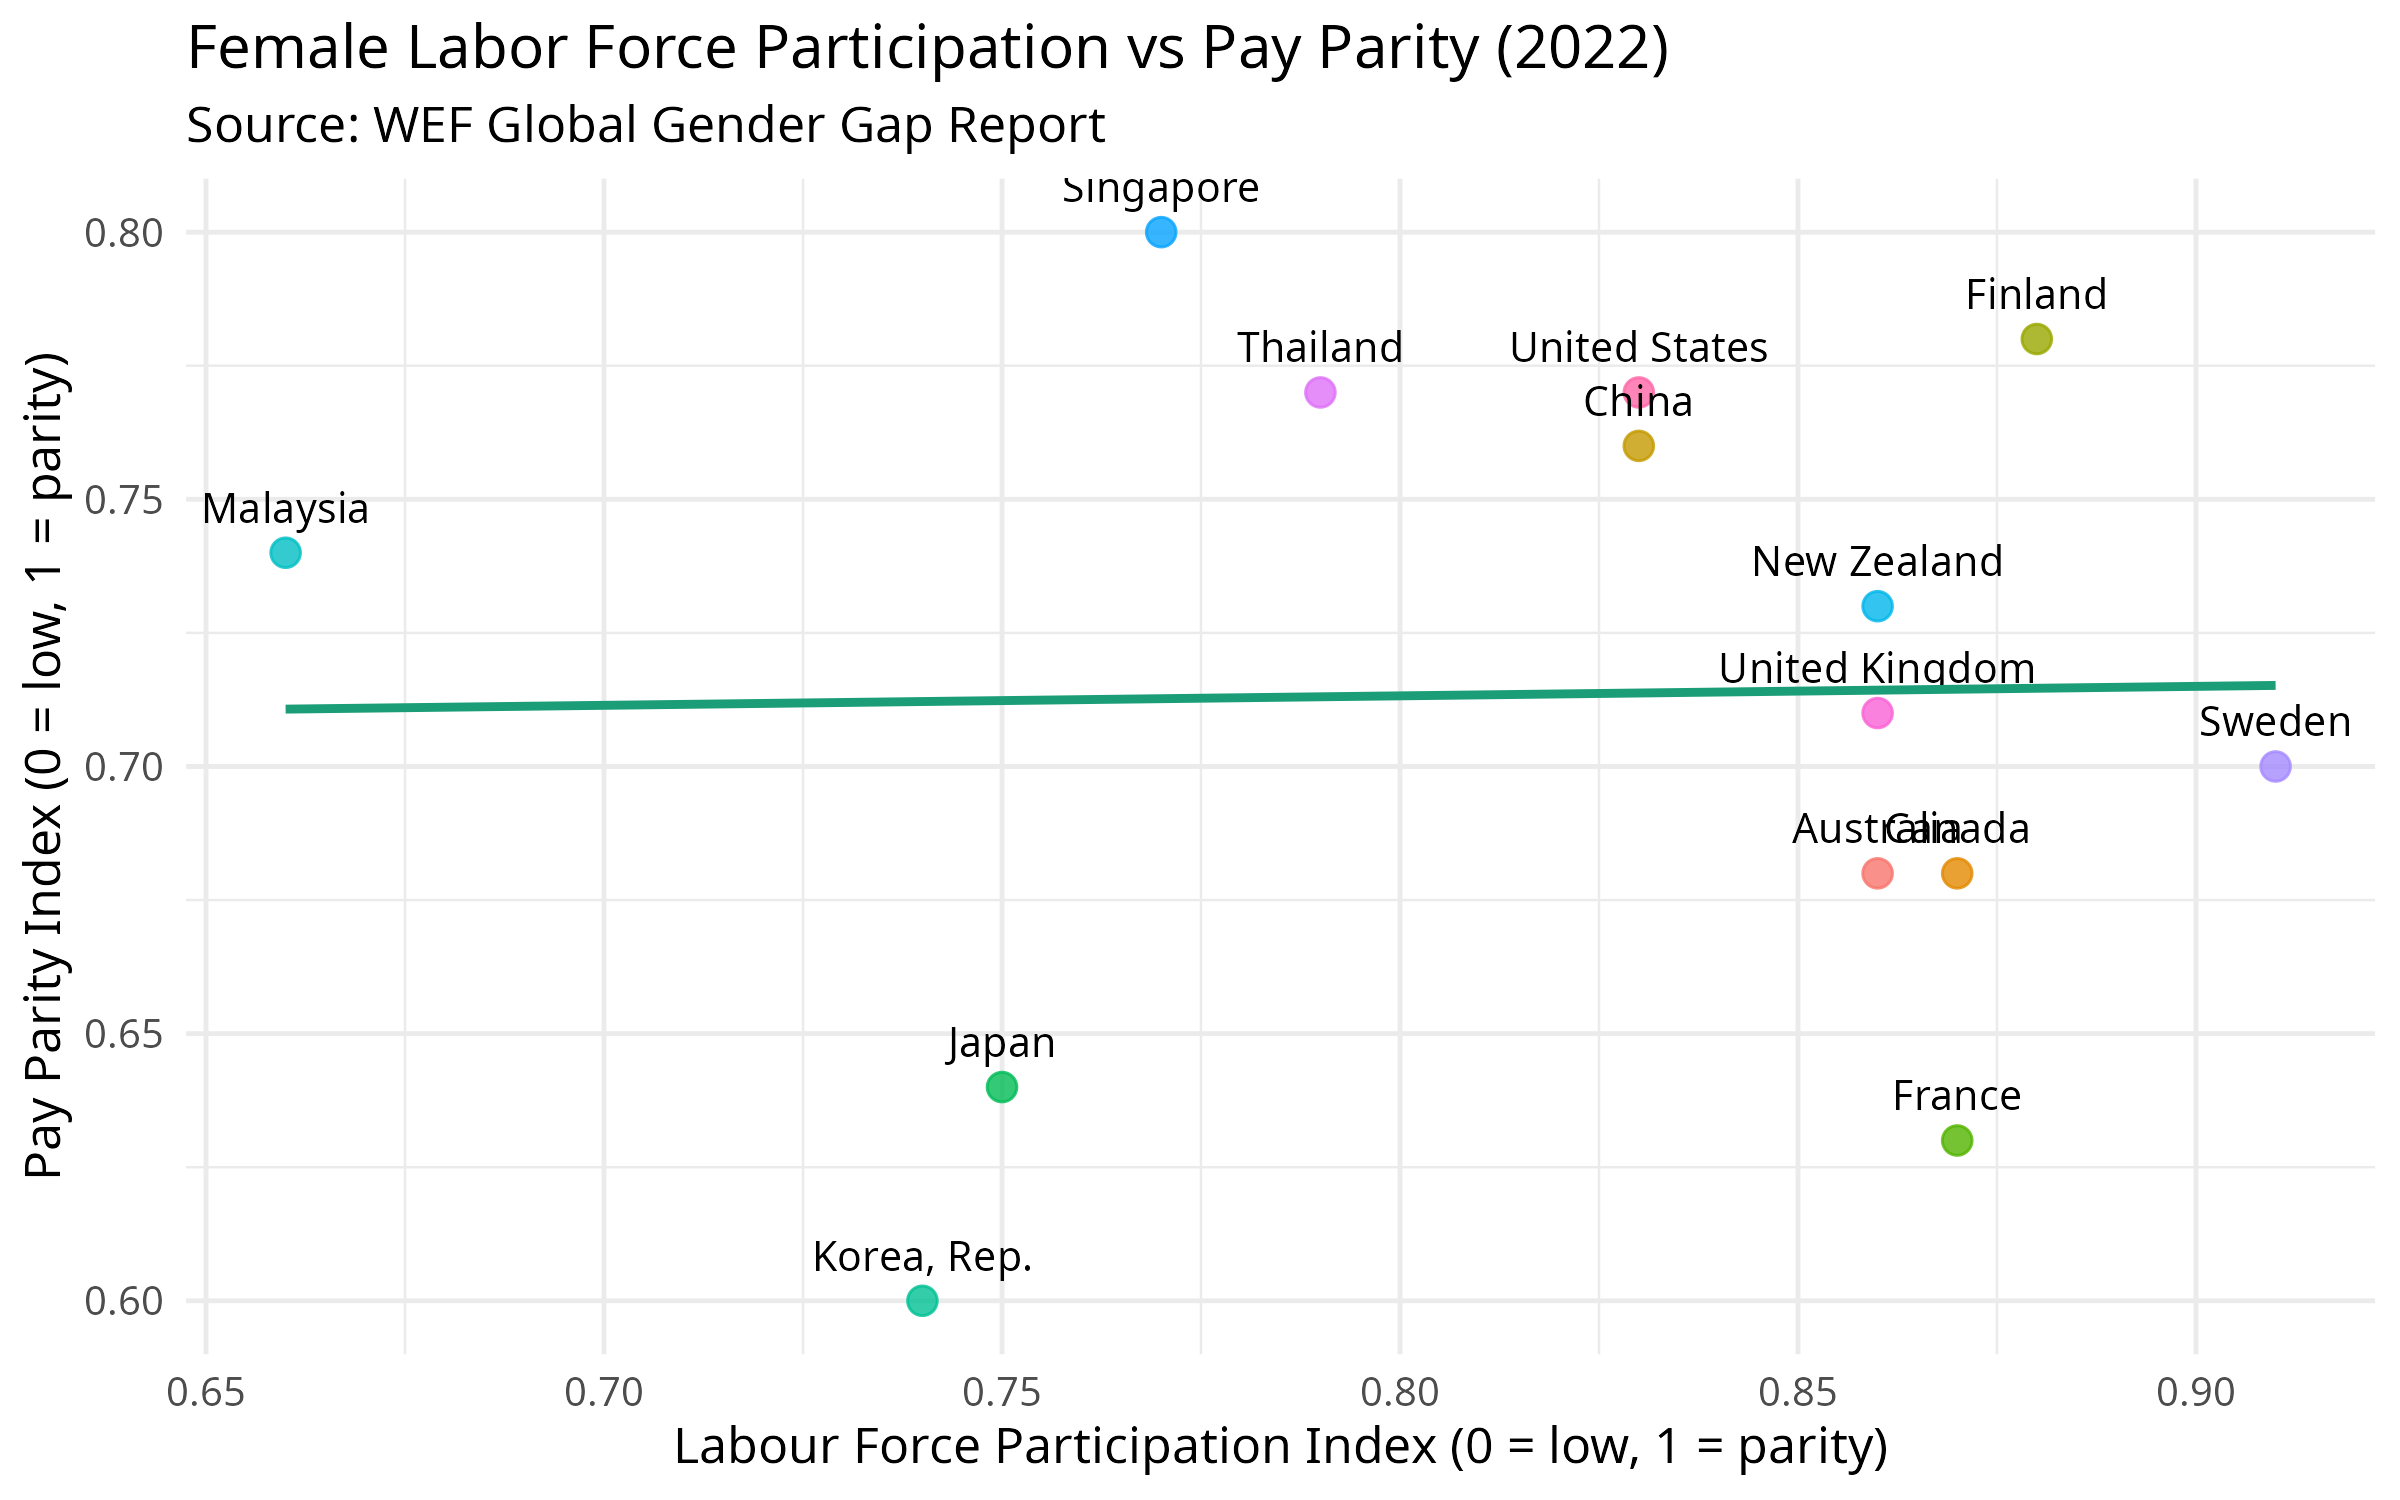 Female Labor Force Participation vs Pay Parity (2022)
Source: WEF Global Gender Gap Report
Pay Parity Index (0 = low, 1 = parity)
0.80
0.75
0.70
0.65
0.60
Singapore
Finland
Thailand
United States
China
Malaysia
New Zealand
United Kingdom
Sweden
Australia
Canada
Japan
France
Korea, Rep.
0.65 0.70 0.75 0.80 0.85 0.90
Labour Force Participation Index (0 = low, 1 = parity)